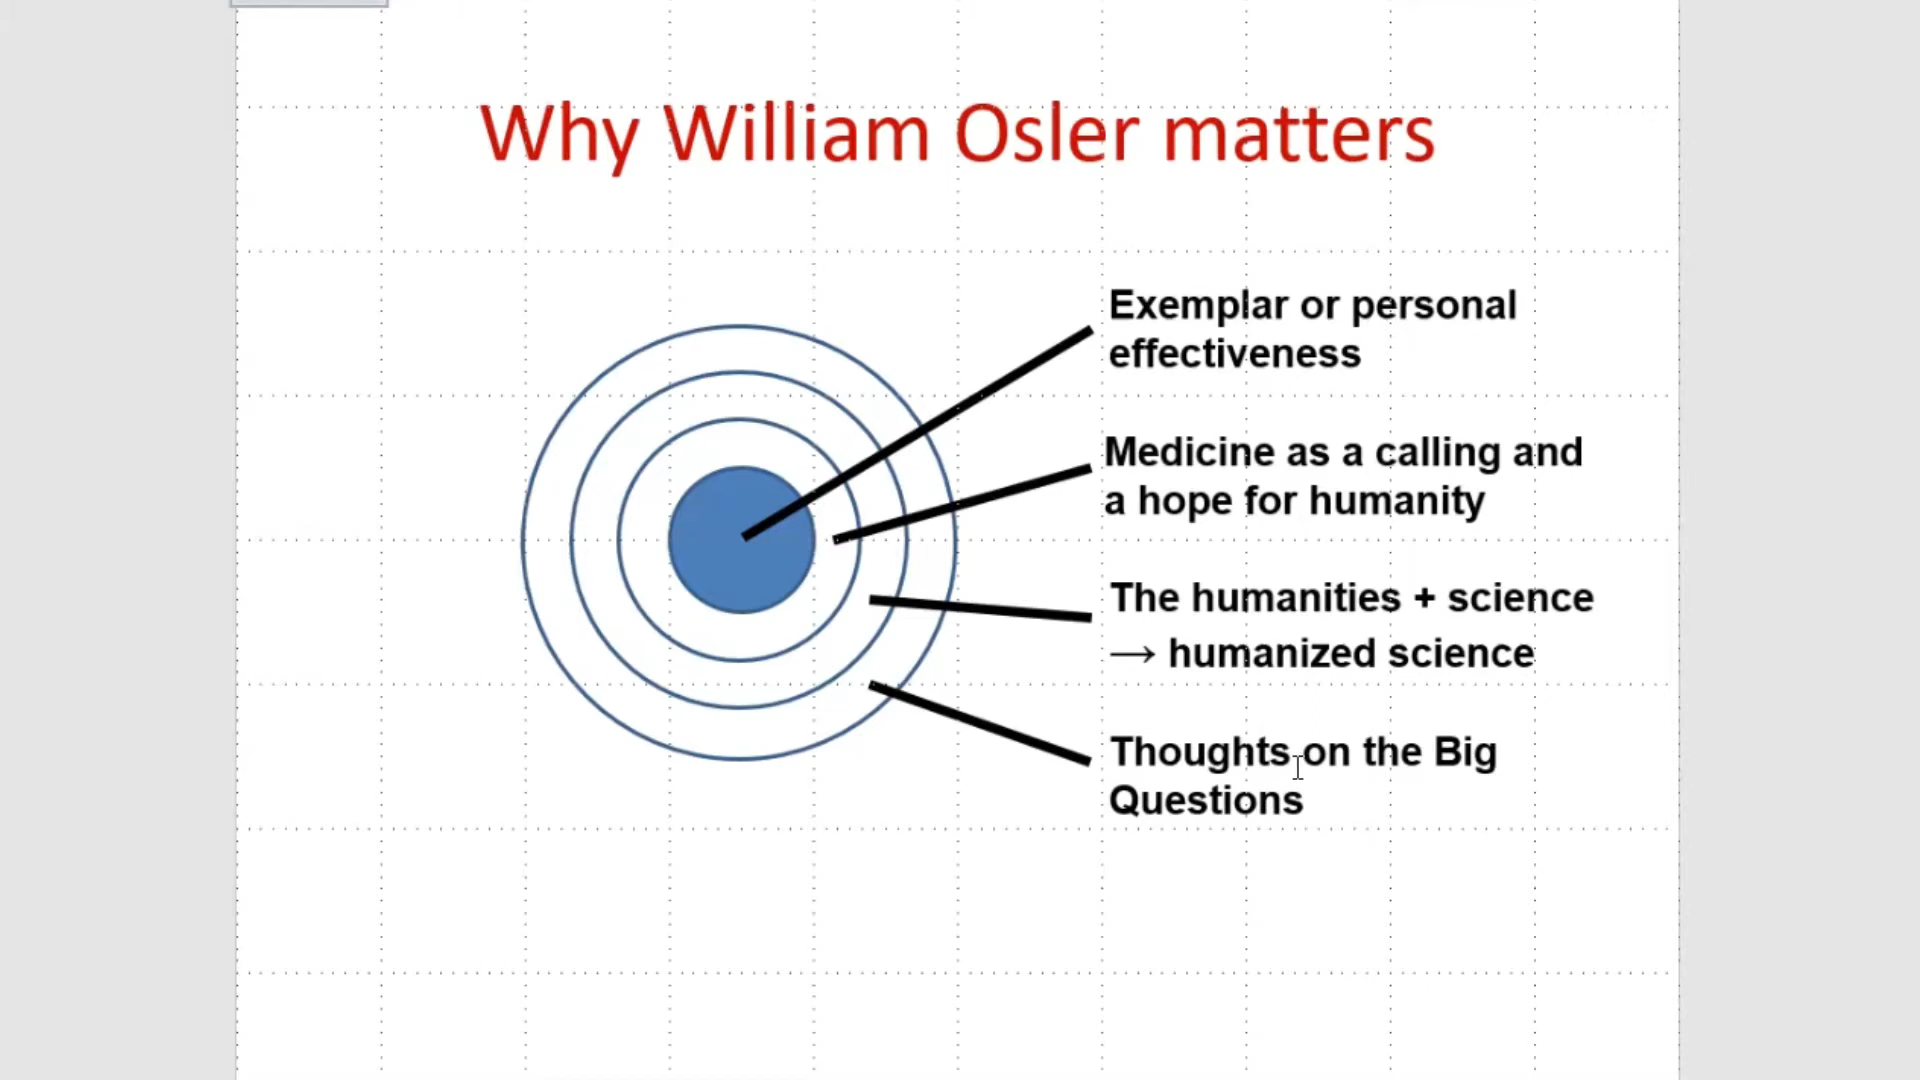 Why William Osler matters
Exemplar or personal
effectiveness
Medicine as a calling and
a hope for humanity
The humanities + science
→ humanized science
Thoughts on the Big
Questions